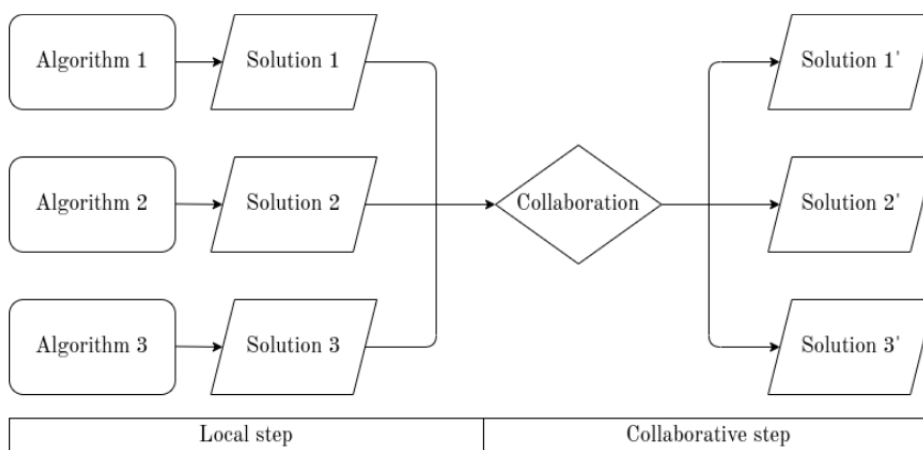 Algorithm 1
Solution 1
Solution 1'
Algorithm 2
Solution 2
Collaboration
Solution 2'
Algorithm 3
Solution 3
Solution 3'
Local step
Collaborative step